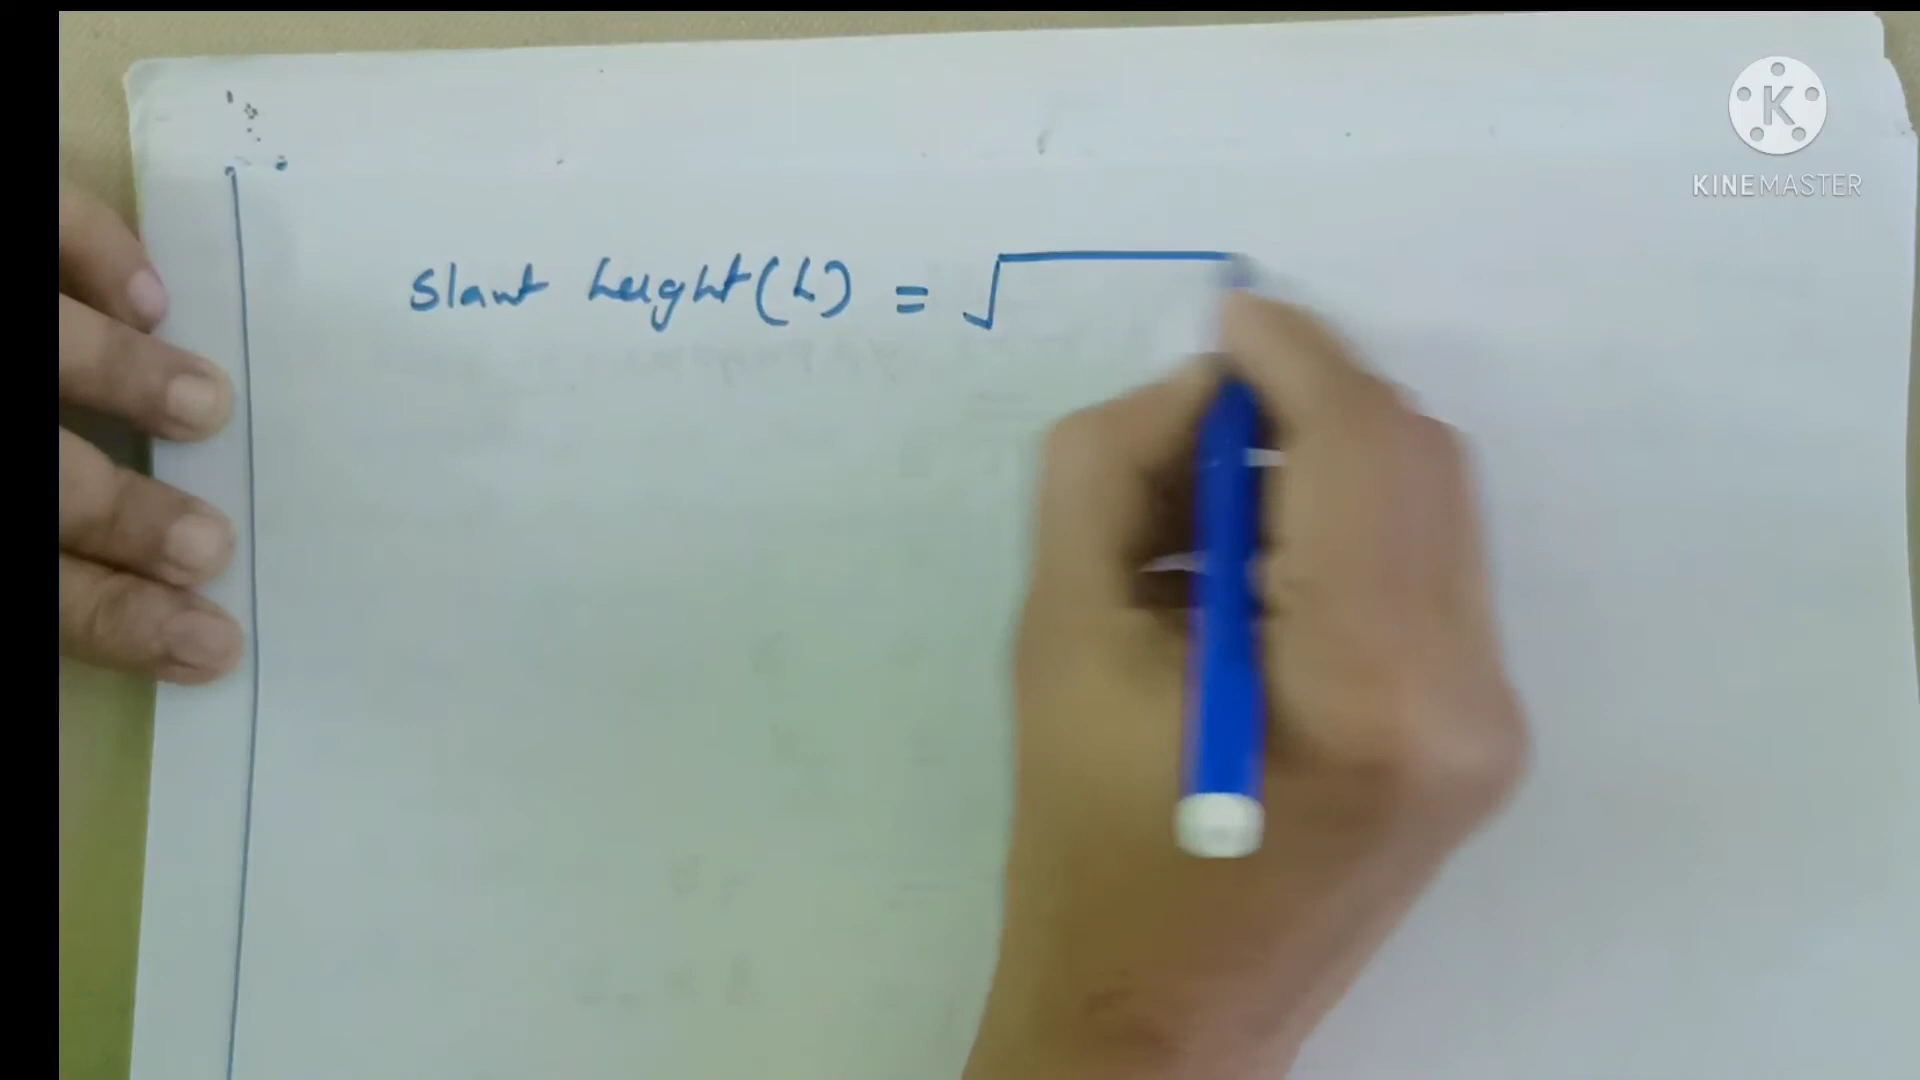 KINEMASTER
Slant height (h) = √